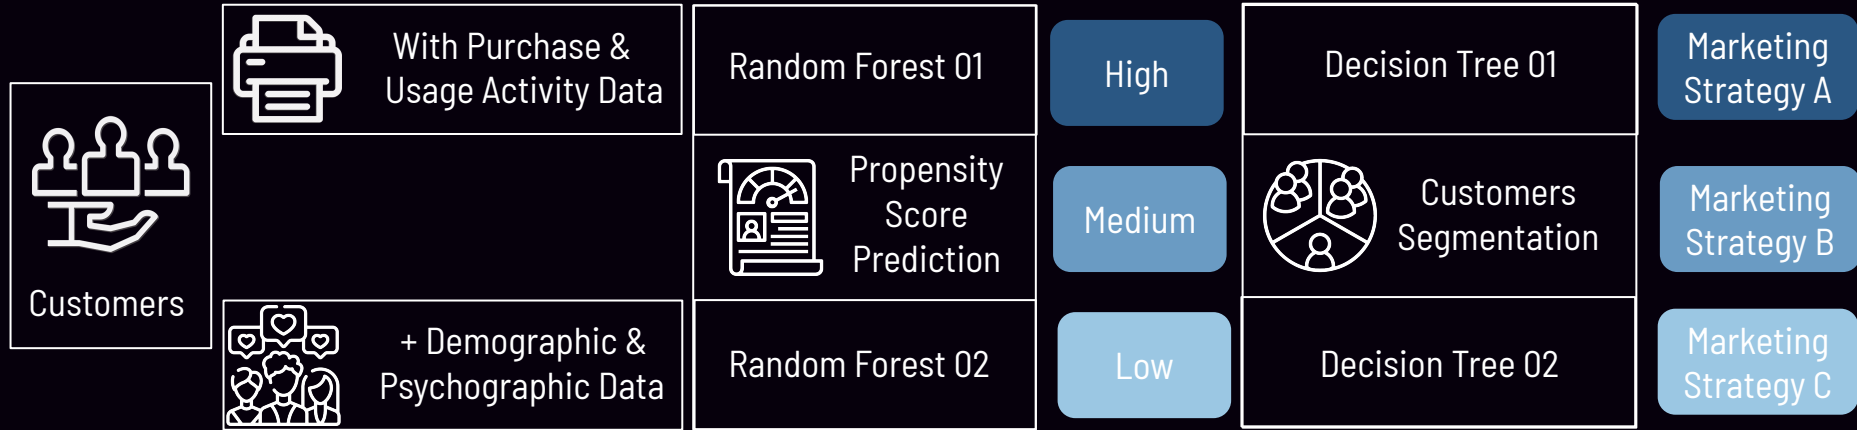 Customers
With Purchase &
Usage Activity Data
+ Demographic &
Psychographic Data
Random Forest 01
Propensity
Score
Prediction
Random Forest 02
High
Medium
Low
Decision Tree 01
Customers
Segmentation
Decision Tree 02
Marketing
Strategy A
Marketing
Strategy B
Marketing
Strategy C